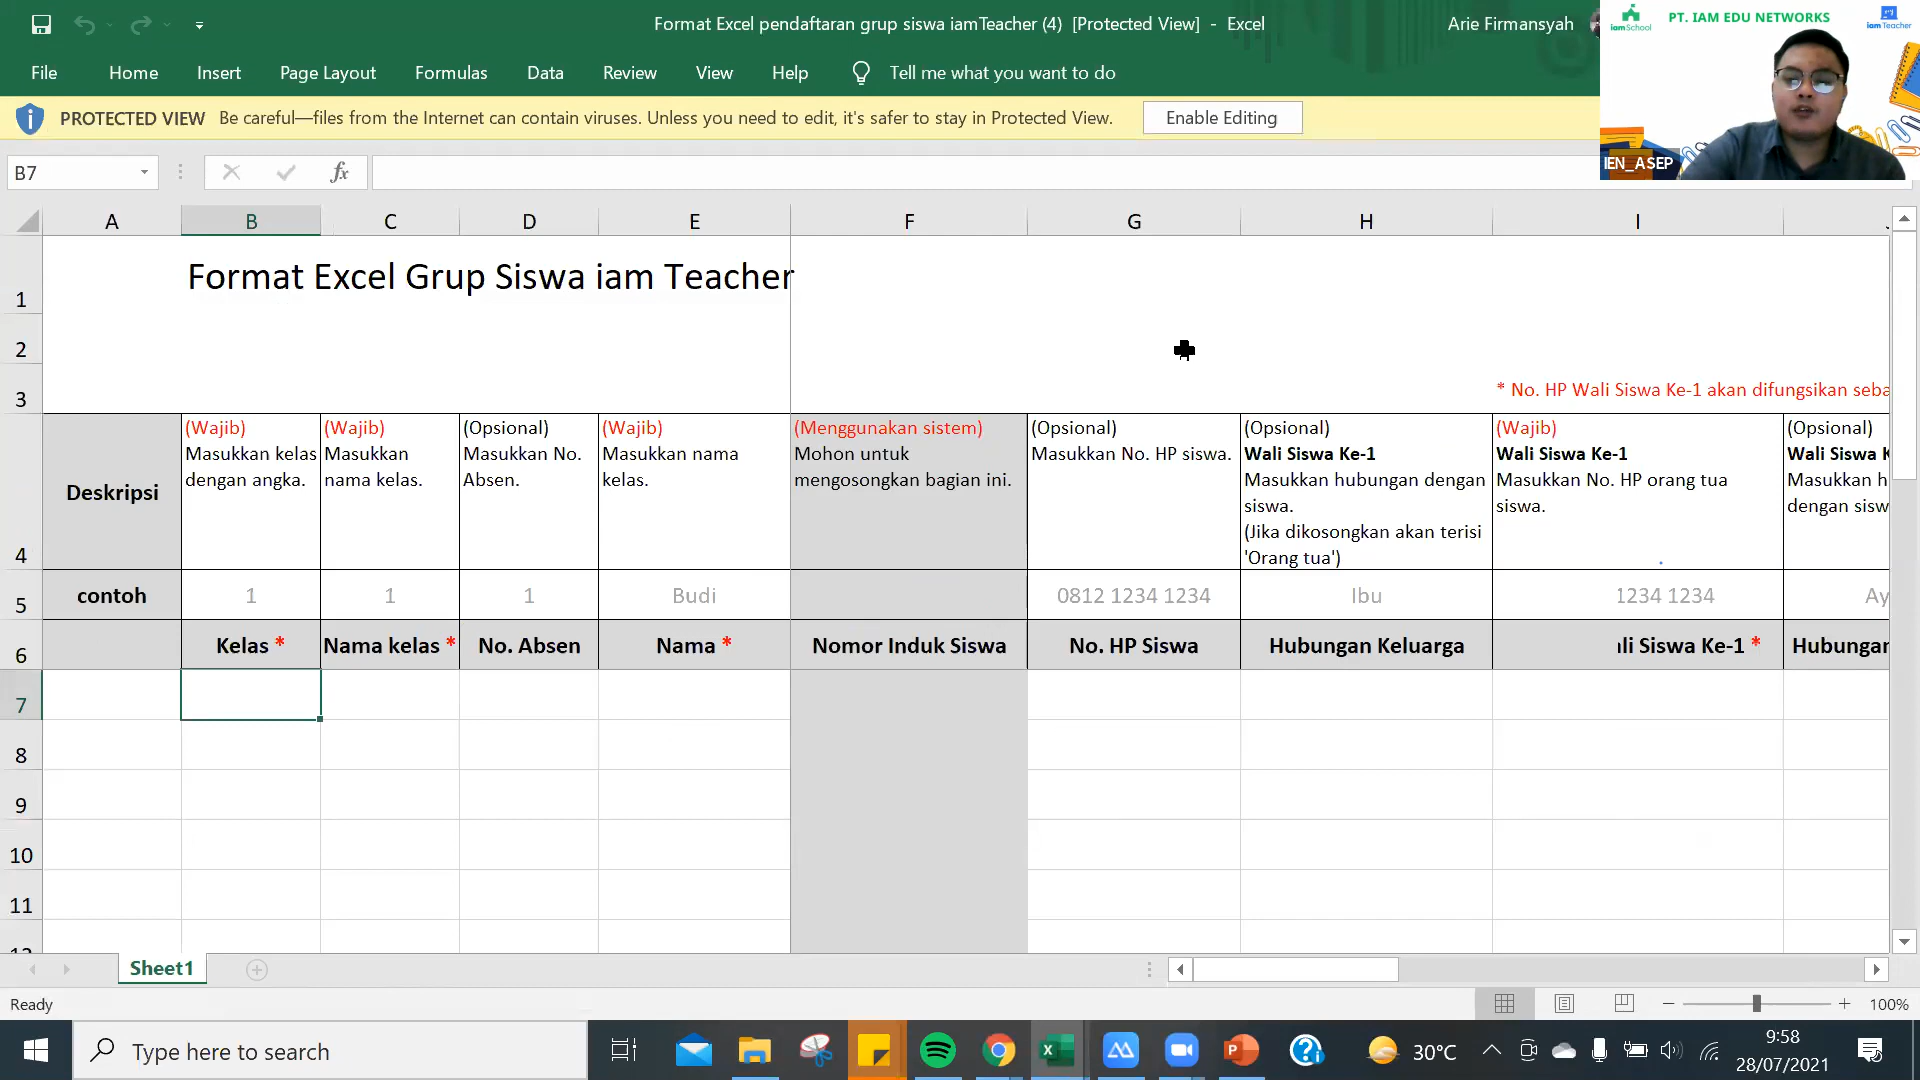 Format Excel pendaftaran grup siswa iamTeacher (4) [Protected View] - Excel
Arie Firmansyah
PT. IAM EDU NETWORKS
iamSchool
iam Teacher
File Home Insert Page Layout Formulas Data Review View Help Tell me what you want to do
PROTECTED VIEW Be careful—files from the Internet can contain viruses. Unless you need to edit, it's safer to stay in Protected View. Enable Editing
IEN_ASEP
B7 fx
A B C D E F G H I
1
Format Excel Grup Siswa iam Teacher
2
3
* No. HP Wali Siswa Ke-1 akan difungsikan seba
4
Deskripsi
(Wajib)
Masukkan kelas
dengan angka.
(Wajib)
Masukkan
nama kelas.
(Opsional)
Masukkan No.
Absen.
(Wajib)
Masukkan nama
kelas.
(Menggunakan sistem)
Mohon untuk
mengosongkan bagian ini.
(Opsional)
Masukkan No. HP siswa.
(Opsional)
Wali Siswa Ke-1
Masukkan hubungan dengan
siswa.
(Jika dikosongkan akan terisi
'Orang tua')
(Wajib)
Wali Siswa Ke-1
Masukkan No. HP orang tua
siswa.
(Opsional)
Wali Siswa K
Masukkan h
dengan sisw
5 contoh 1 1 1 Budi 0812 1234 1234 Ibu 1234 1234 Ay
6 Kelas * Nama kelas * No. Absen Nama * Nomor Induk Siswa No. HP Siswa Hubungan Keluarga li Siswa Ke-1 * Hubungan
7
8
9
10
11
Sheet1
Ready
100%
Type here to search
30°C
9:58
28/07/2021